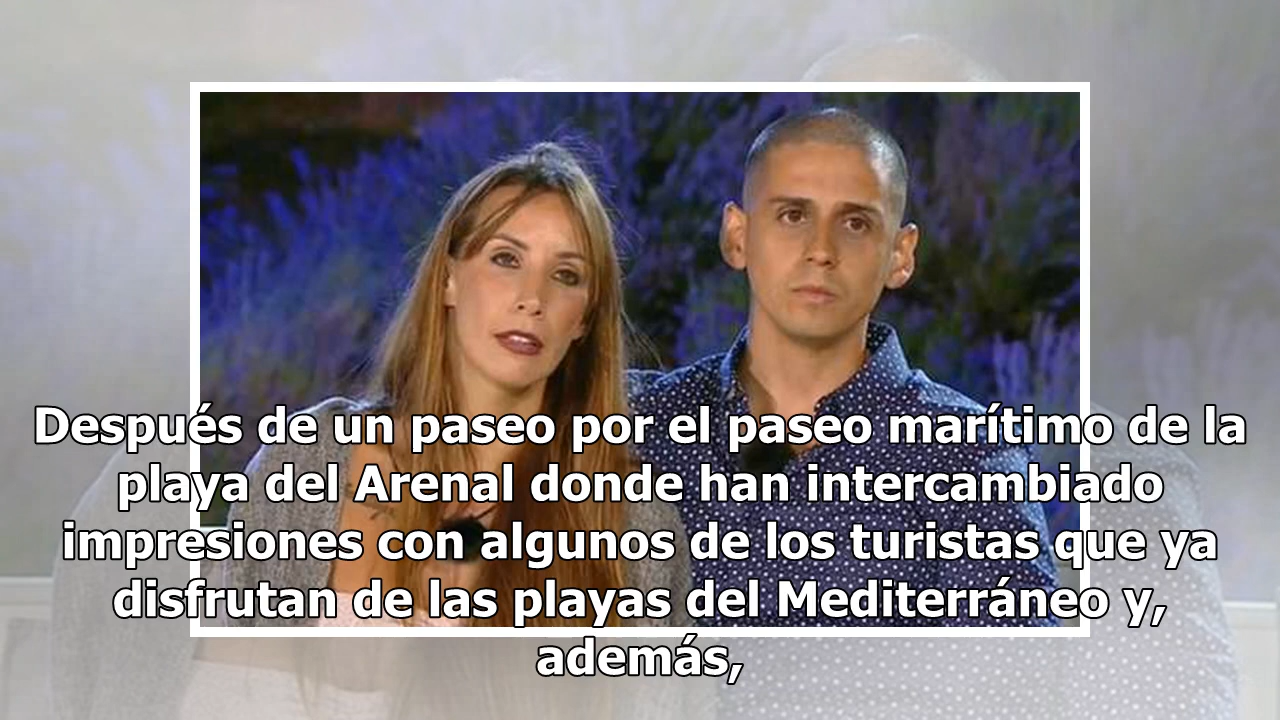 Después de un paseo por el paseo marítimo de la
playa del Arenal donde han intercambiado
impresiones con algunos de los turistas que ya
disfrutan de las playas del Mediterráneo y,
además,